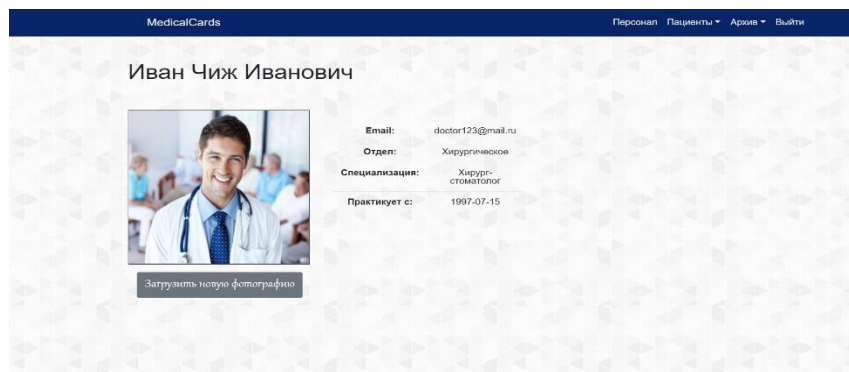 MedicalCards
Персонал Пациенты Архив Выйти
Иван Чиж Иванович
Email: doctor123@mail.ru
Отдел: Хирургическое
Специализация: Хирург-
стоматолог
Практикует с: 1997-07-15
Загрузить новую фотографию